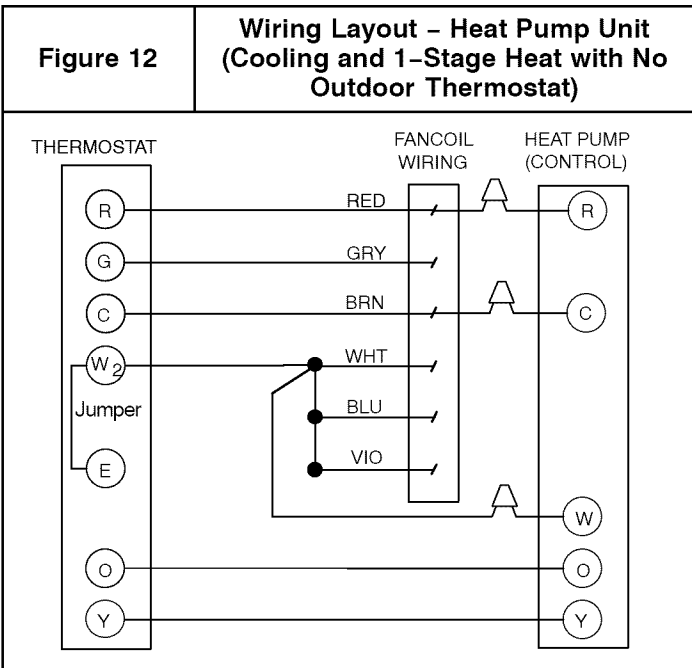 Figure 12
Wiring Layout – Heat Pump Unit
(Cooling and 1–Stage Heat with No
Outdoor Thermostat)
THERMOSTAT
FANCOIL
WIRING
HEAT PUMP
(CONTROL)
R
RED
R
G
GRY
C
BRN
C
W2
WHT
Jumper
BLU
E
VIO
W
O
O
Y
Y